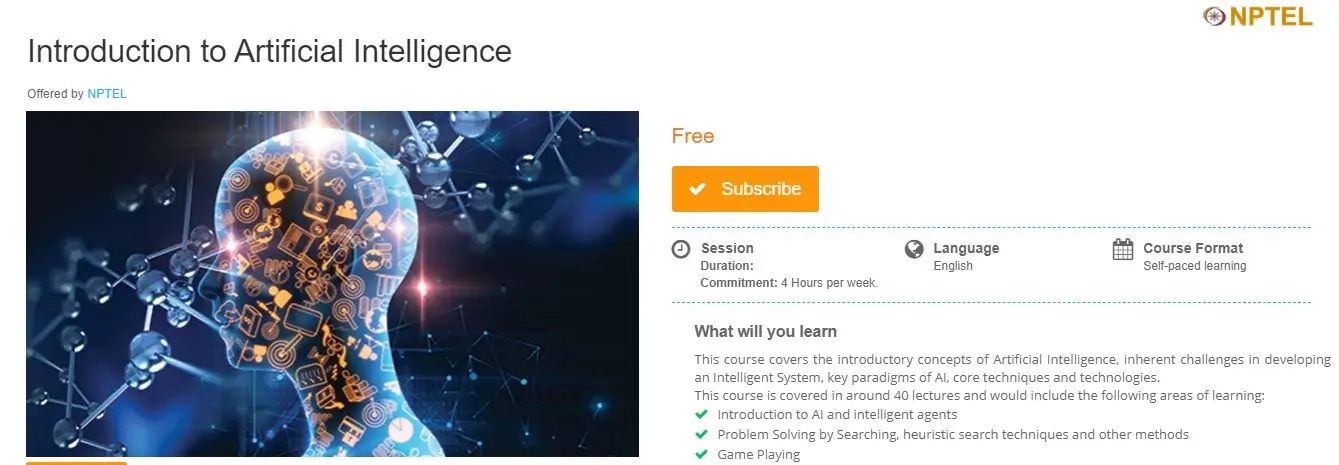 NPTEL
Introduction to Artificial Intelligence
Offered by NPTEL
Free
Subscribe
Session
Duration:
Commitment: 4 Hours per week.
Language
English
Course Format
Self-paced learning
What will you learn
This course covers the introductory concepts of Artificial Intelligence, inherent challenges in developing
an Intelligent System, key paradigms of AI, core techniques and technologies.
This course is covered in around 40 lectures and would include the following areas of learning:
Introduction to AI and intelligent agents
Problem Solving by Searching, heuristic search techniques and other methods
Game Playing